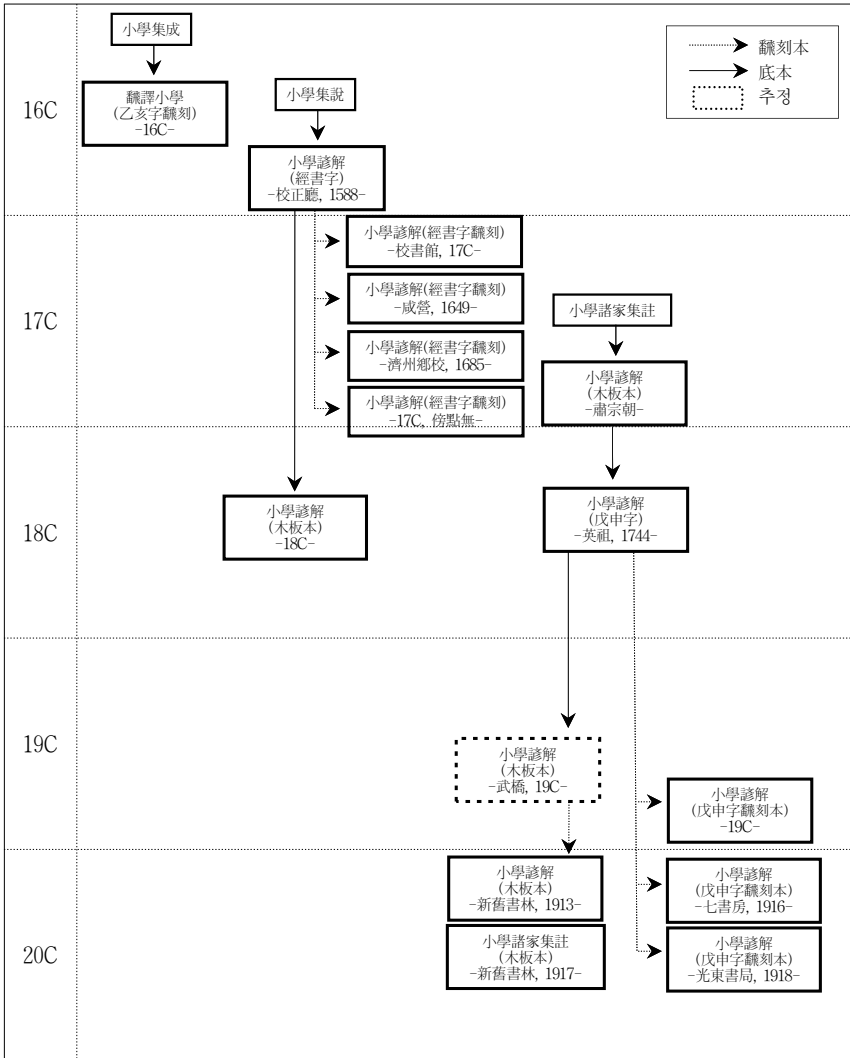 小學集成
翻譯小學
(乙亥字飜刻)
-16C-
小學集說
小學諺解
(經書字)
-校正廳, 1588-
飜刻本
底本
추정
16C
小學諺解(經書字飜刻)
-校書館, 17C-
小學諺解(經書字飜刻)
-咸營, 1649-
小學諺解(經書字飜刻)
-濟州鄕校, 1685-
小學諺解(經書字飜刻)
-17C, 傍點無-
小學諸家集註
小學諺解
(木板本)
-肅宗朝-
17C
小學諺解
(木板本)
-18C-
小學諺解
(戊申字)
-英祖, 1744-
18C
小學諺解
(木板本)
-武橋, 19C-
小學諺解
(戊申字飜刻本)
-19C-
19C
小學諺解
(木板本)
-新舊書林, 1913-
小學諸家集註
(木板本)
-新舊書林, 1917-
小學諺解
(戊申字飜刻本)
-七書房, 1916-
小學諺解
(戊申字飜刻本)
-光東書局, 1918-
20C